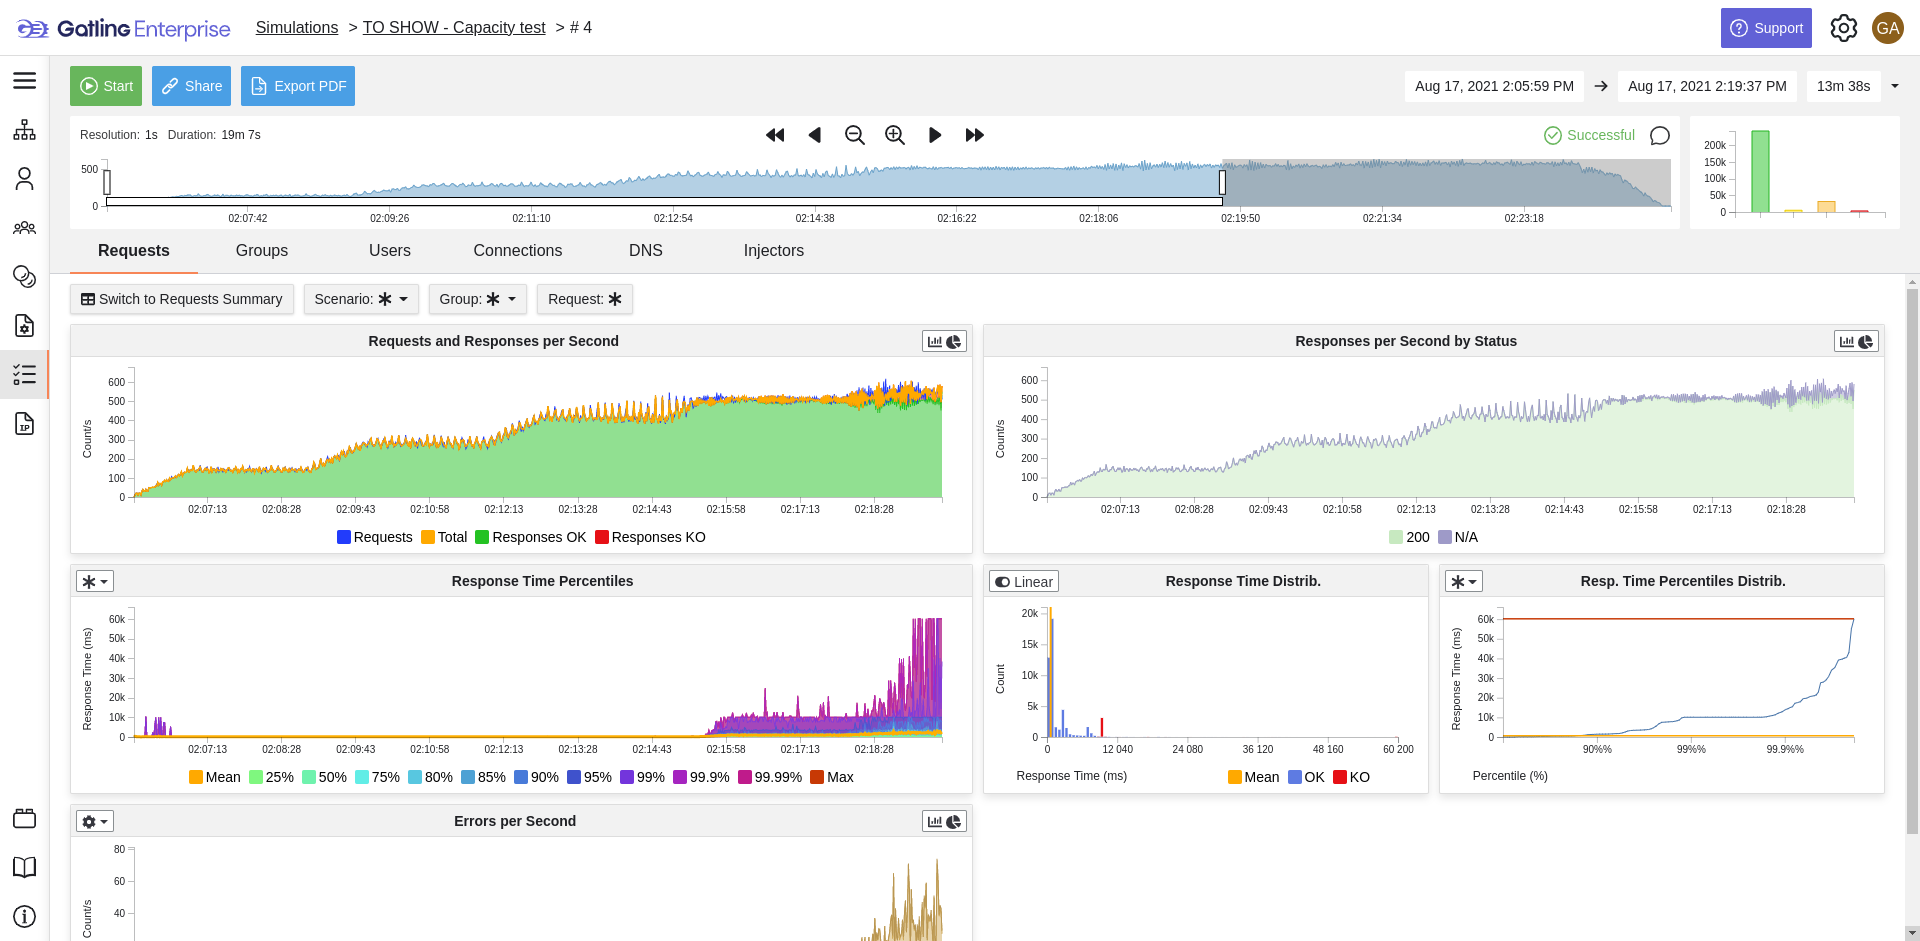 Gatling Enterprise
Simulations > TO SHOW - Capacity test > # 4
Support
GA
Start
Share
Export PDF
Aug 17, 2021 2:05:59 PM
Aug 17, 2021 2:19:37 PM
13m 38s
Resolution: 1s Duration: 19m 7s
Successful
500
0
02:07:42 02:09:26 02:11:10 02:12:54 02:14:38 02:16:22 02:18:06 02:19:50 02:21:34 02:23:18
200k
150k
100k
50k
0
Requests Groups Users Connections DNS Injectors
Switch to Requests Summary
Scenario: ✱
Group: ✱
Request: ✱
Requests and Responses per Second
Count/s
600
500
400
300
200
100
0
02:07:13 02:08:28 02:09:43 02:10:58 02:12:13 02:13:28 02:14:43 02:15:58 02:17:13 02:18:28
Requests Total Responses OK Responses KO
Responses per Second by Status
Count/s
600
500
400
300
200
100
0
02:07:13 02:08:28 02:09:43 02:10:58 02:12:13 02:13:28 02:14:43 02:15:58 02:17:13 02:18:28
200 N/A
Response Time Percentiles
Response Time (ms)
60k
50k
40k
30k
20k
10k
0
02:07:13 02:08:28 02:09:43 02:10:58 02:12:13 02:13:28 02:14:43 02:15:58 02:17:13 02:18:28
Mean 25% 50% 75% 80% 85% 90% 95% 99% 99.9% 99.99% Max
Linear
Response Time Distrib.
Count
20k
15k
10k
5k
0
0 12 040 24 080 36 120 48 160 60 200
Response Time (ms)
Mean OK KO
Resp. Time Percentiles Distrib.
Response Time (ms)
60k
50k
40k
30k
20k
10k
0
90%% 99%% 99.9%%
Percentile (%)
Errors per Second
Count/s
80
60
40
IP